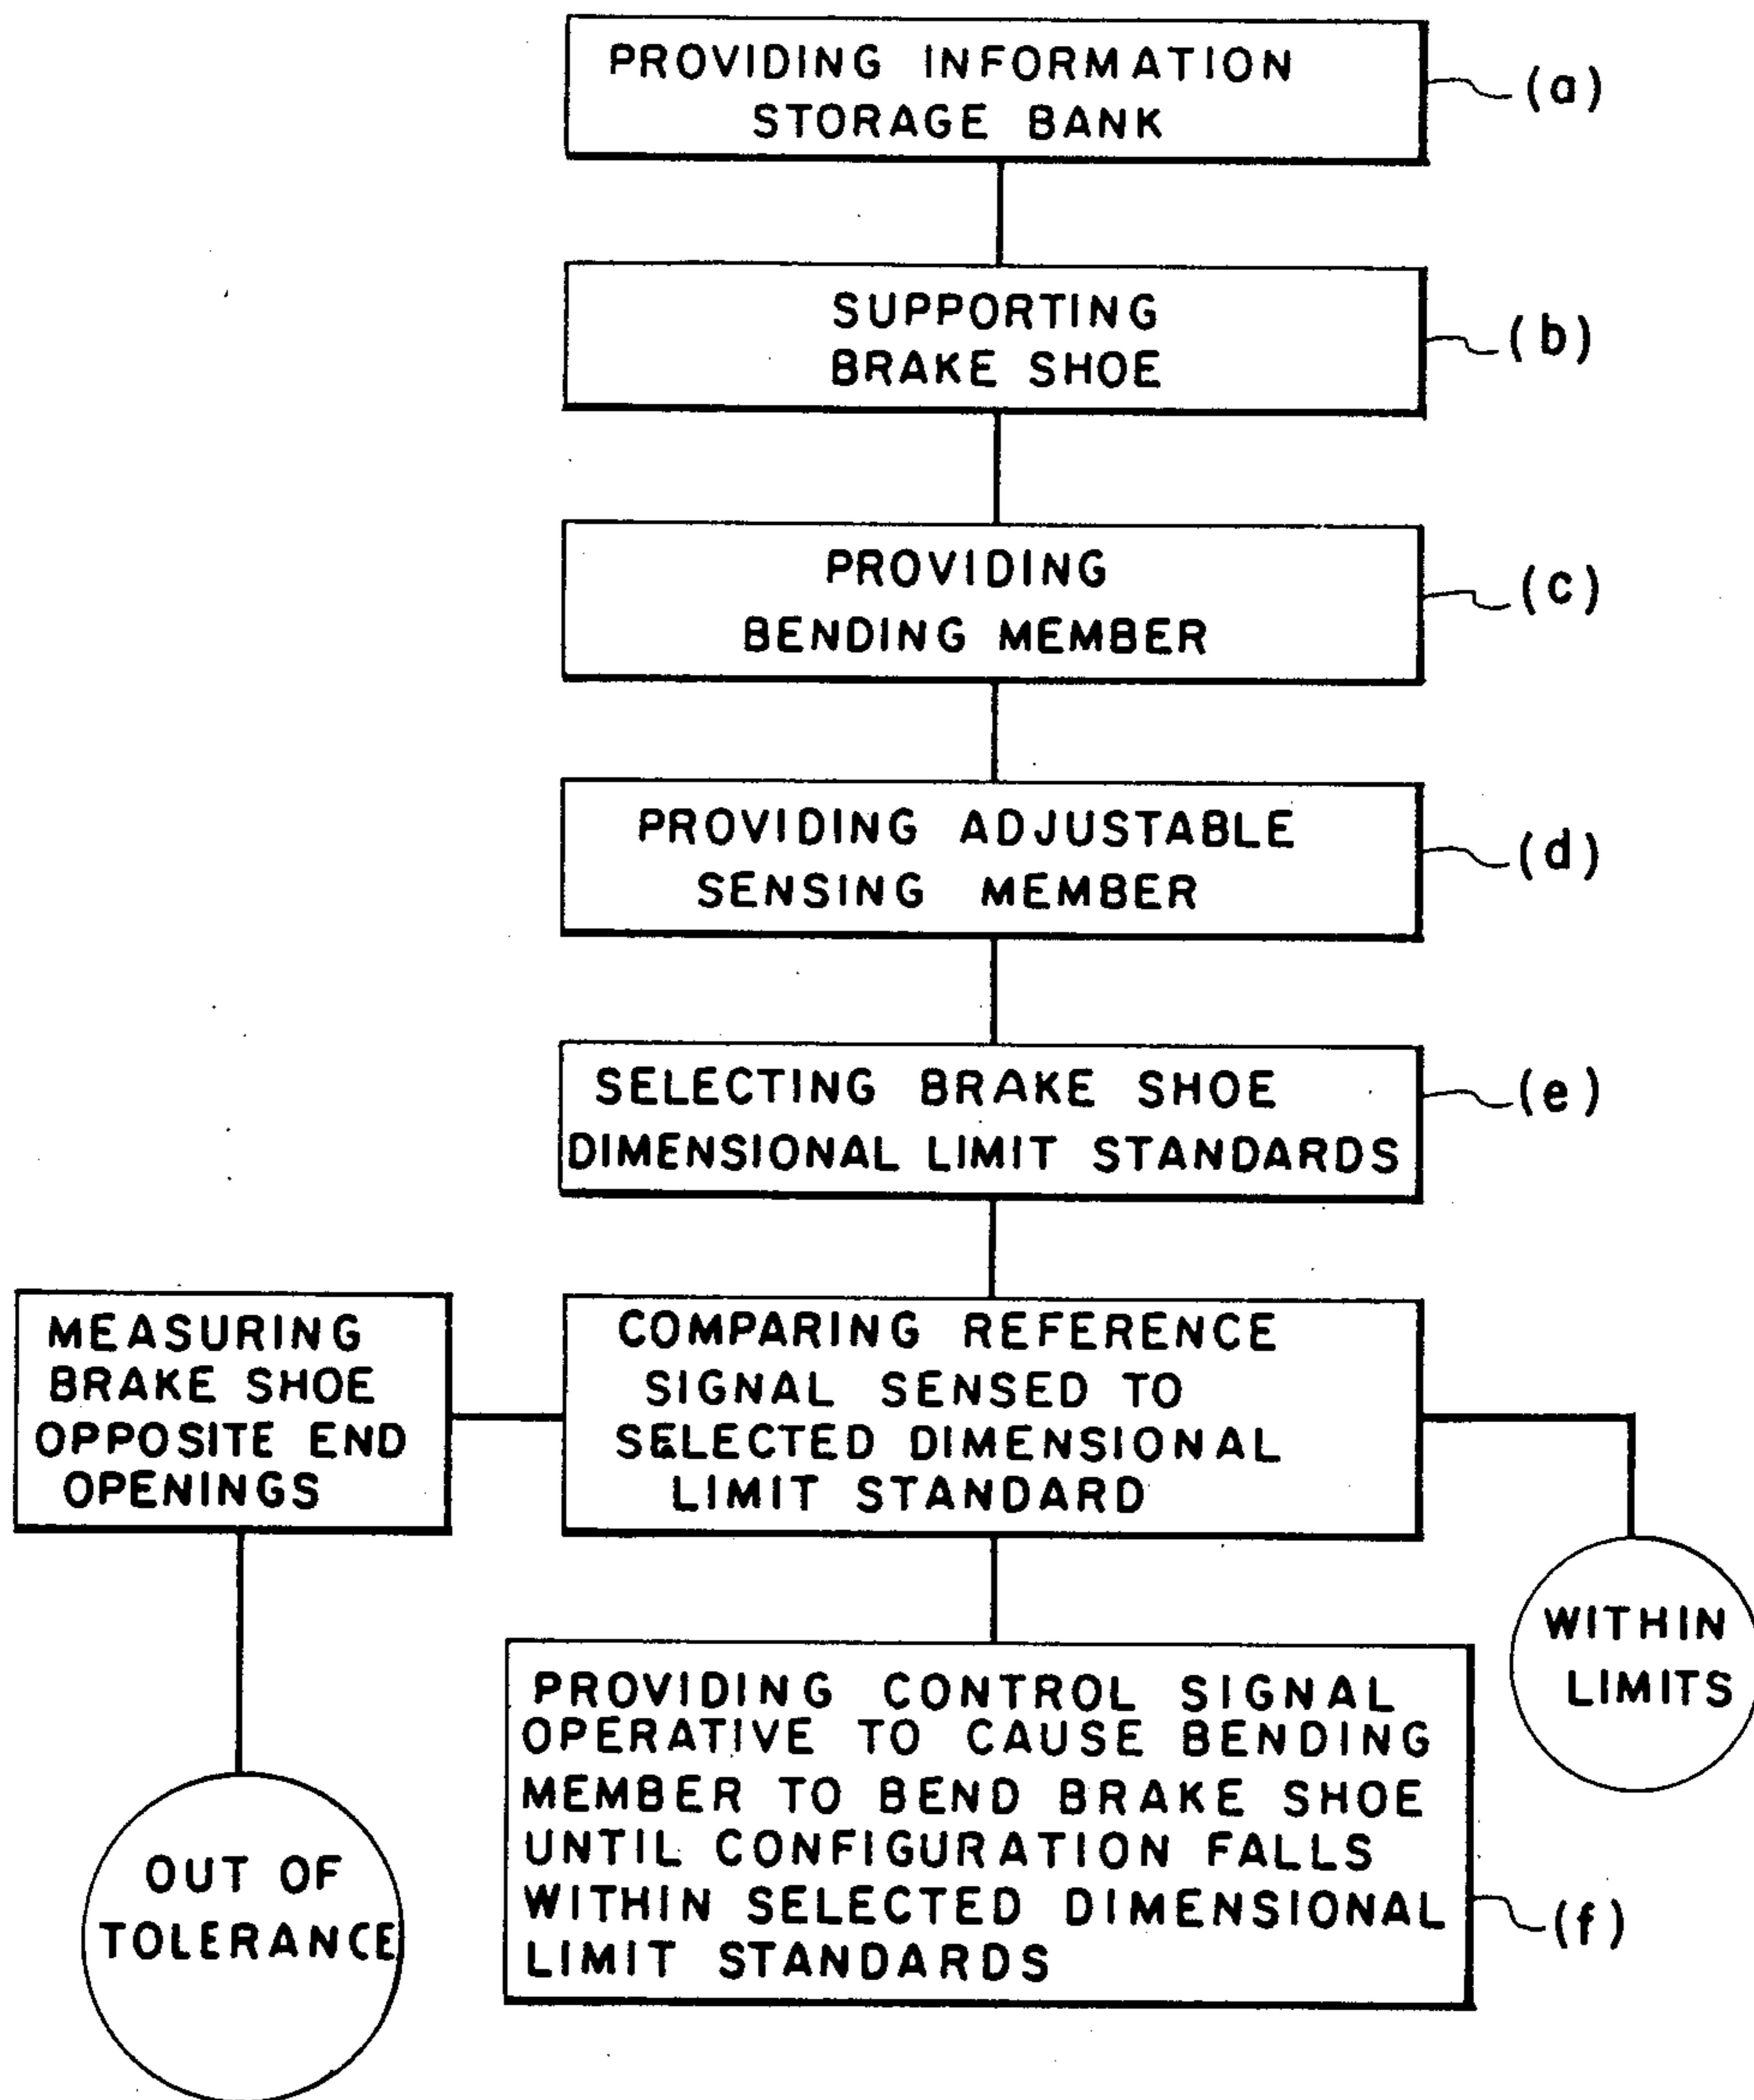 PROVIDING INFORMATION
STORAGE BANK
(a)
SUPPORTING
BRAKE SHOE
(b)
PROVIDING
BENDING MEMBER
(c)
PROVIDING ADJUSTABLE
SENSING MEMBER
(d)
SELECTING BRAKE SHOE
DIMENSIONAL LIMIT STANDARDS
(e)
MEASURING
BRAKE SHOE
OPPOSITE END
OPENINGS
COMPARING REFERENCE
SIGNAL SENSED TO
SELECTED DIMENSIONAL
LIMIT STANDARD
WITHIN
LIMITS
PROVIDING CONTROL SIGNAL
OPERATIVE TO CAUSE BENDING
MEMBER TO BEND BRAKE SHOE
UNTIL CONFIGURATION FALLS
WITHIN SELECTED DIMENSIONAL
LIMIT STANDARDS
(f)
OUT OF
TOLERANCE